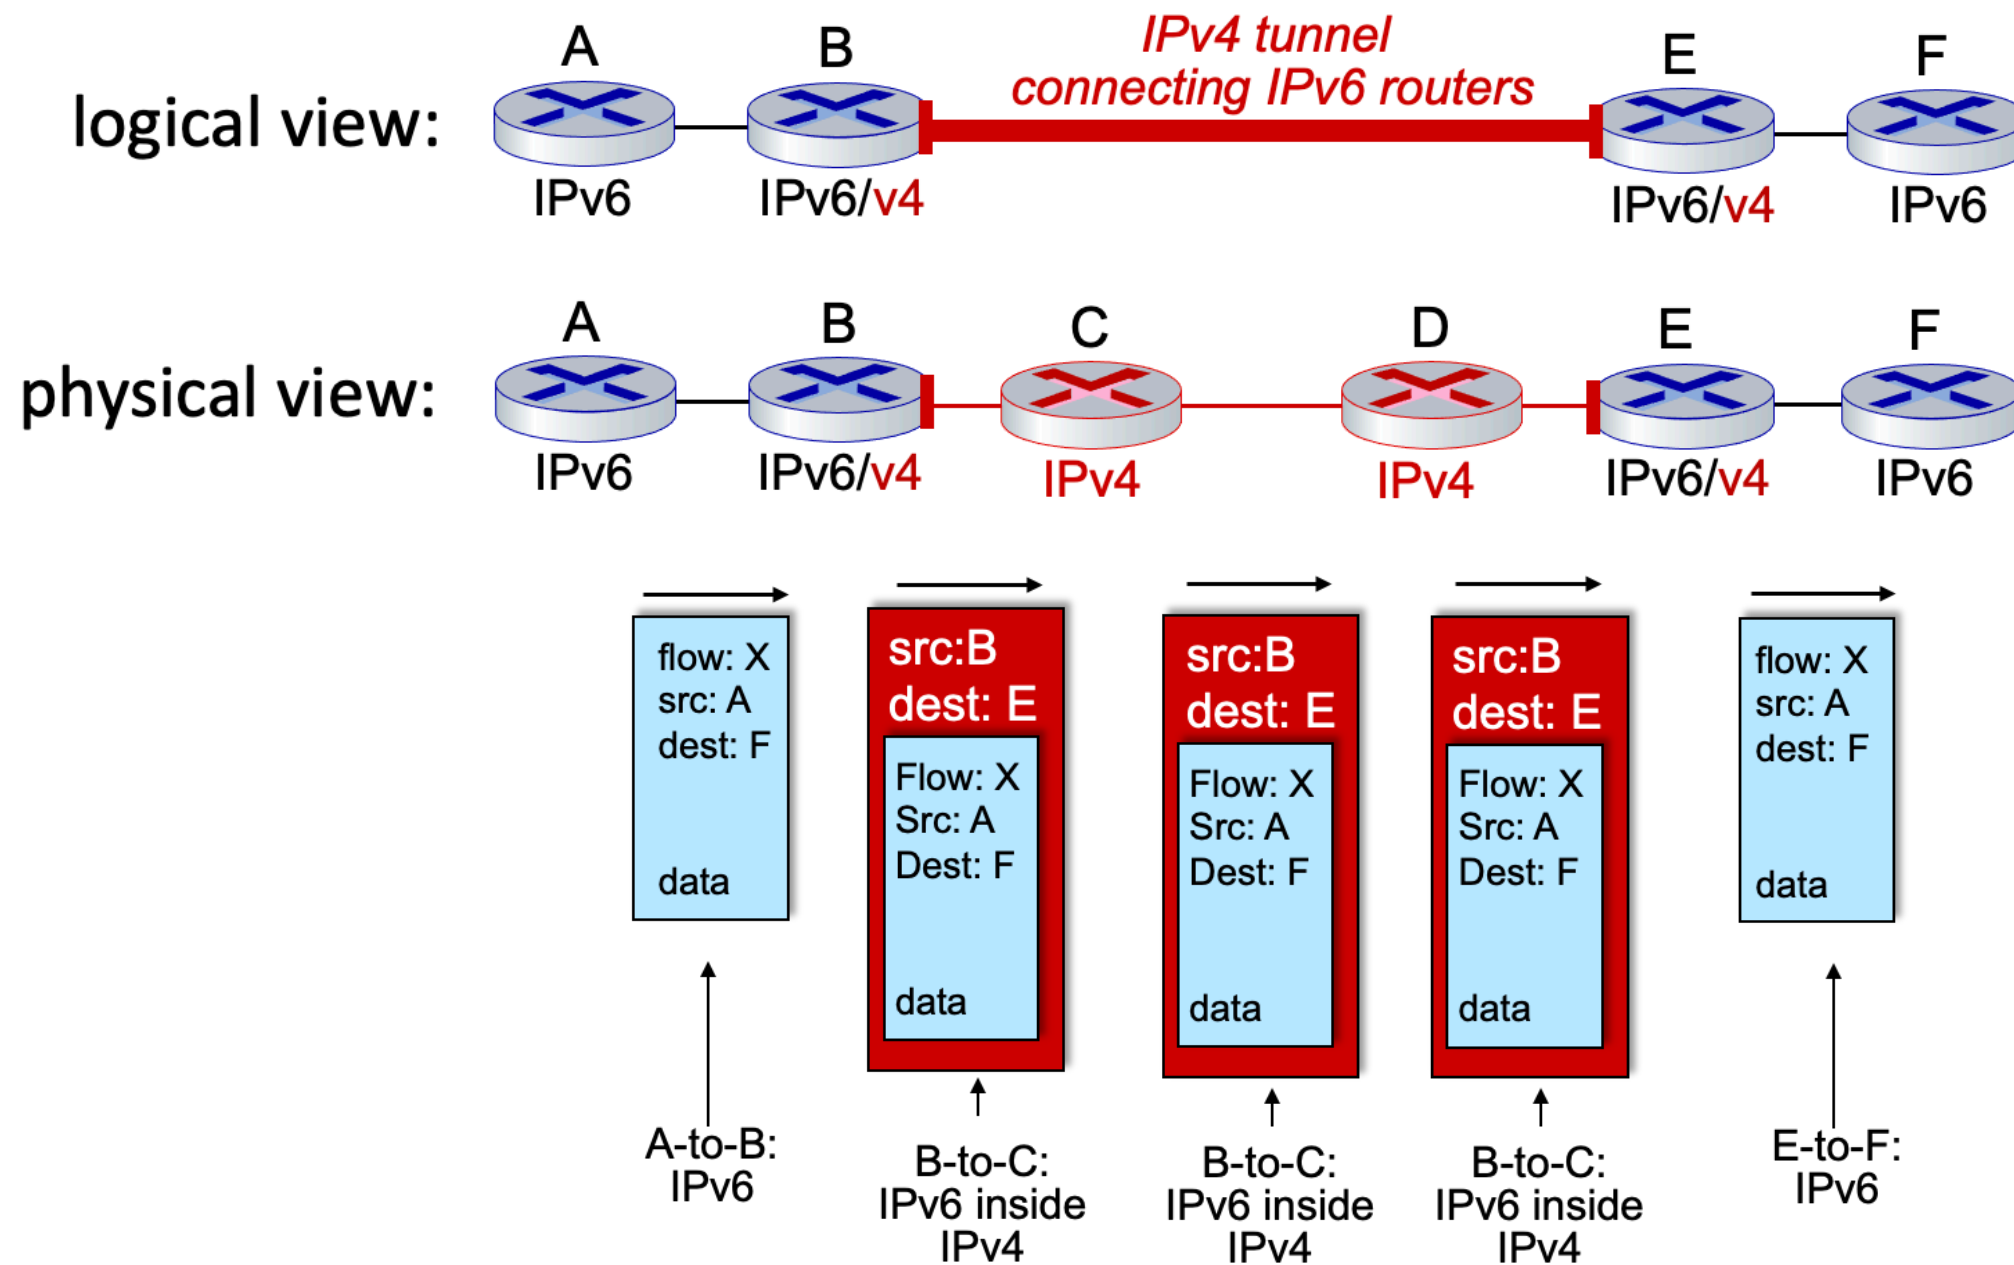 IPv4 tunnel
connecting IPv6 routers
A
B
E
F
logical view:
IPv6
IPv6/v4
IPv6/v4
IPv6
A
B
C
D
E
F
physical view:
IPv6
IPv6/v4
IPv4
IPv4
IPv6/v4
IPv6
flow: X
src: A
dest: F
data
src:B
dest: E
Flow: X
Src: A
Dest: F
data
src:B
dest: E
Flow: X
Src: A
Dest: F
data
src:B
dest: E
Flow: X
Src: A
Dest: F
data
flow: X
src: A
dest: F
data
A-to-B:
IPv6
B-to-C:
IPv6 inside
IPv4
B-to-C:
IPv6 inside
IPv4
B-to-C:
IPv6 inside
IPv4
E-to-F:
IPv6